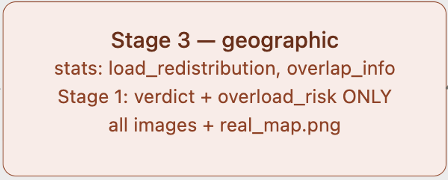 Stage 3 — geographic
stats: load_redistribution, overlap_info
Stage 1: verdict + overload_risk ONLY
all images + real_map.png